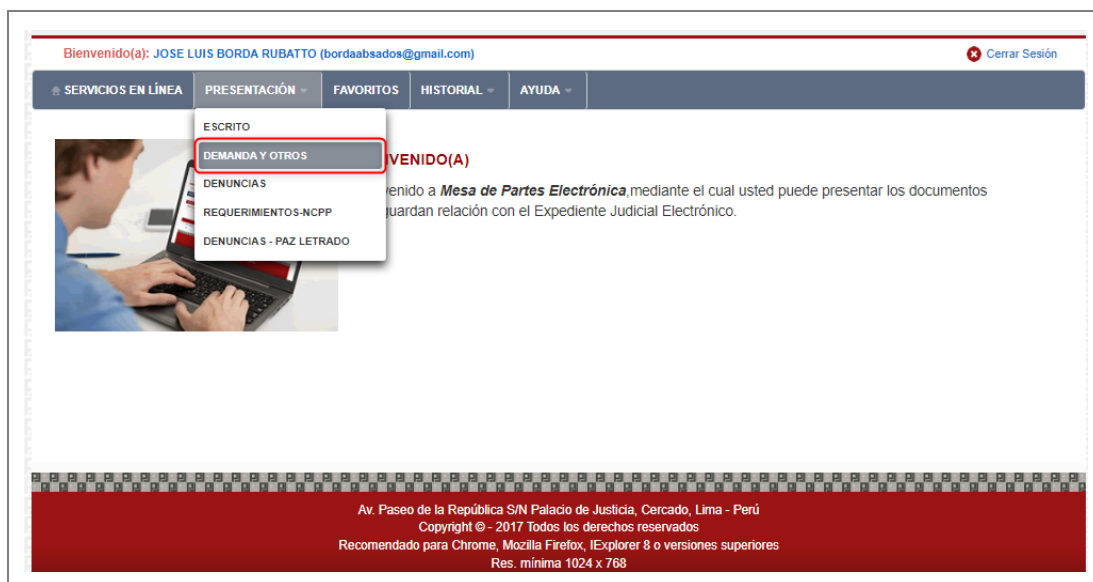 Bienvenido(a): JOSE LUIS BORDA RUBATTO (bordaabsados@gmail.com)
Cerrar Sesión
SERVICIOS EN LÍNEA
PRESENTACIÓN
FAVORITOS
HISTORIAL
AYUDA
ESCRITO
DEMANDA Y OTROS
DENUNCIAS
REQUERIMIENTOS-NCPP
DENUNCIAS - PAZ LETRADO
VENIDO(A)
venido a Mesa de Partes Electrónica,mediante el cual usted puede presentar los documentos
guardan relación con el Expediente Judicial Electrónico.
Av. Paseo de la República S/N Palacio de Justicia, Cercado, Lima - Perú
Copyright © - 2017 Todos los derechos reservados
Recomendado para Chrome, Mozilla Firefox, IExplorer 8 o versiones superiores
Res. mínima 1024 x 768